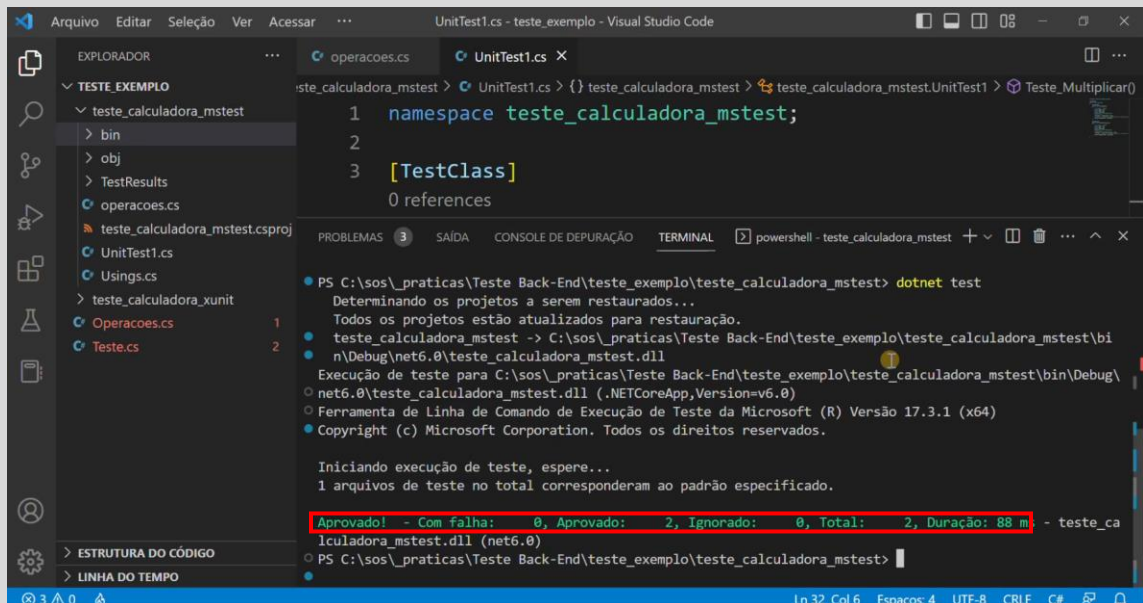 Arquivo Editar Seleção Ver Acessar ··· UnitTest1.cs - teste_exemplo - Visual Studio Code
EXPLORADOR ···
TESTE_EXEMPLO
teste_calculadora_mstest
bin
obj
TestResults
operacoes.cs
teste_calculadora_mstest.csproj
UnitTest1.cs
Usings.cs
teste_calculadora_xunit
Operacoes.cs 1
Teste.cs 2
ESTRUTURA DO CÓDIGO
LINHA DO TEMPO
operacoes.cs UnitTest1.cs
ste_calculadora_mstest > UnitTest1.cs > {} teste_calculadora_mstest > teste_calculadora_mstest.UnitTest1 > Teste_Multiplicar()
1 namespace teste_calculadora_mstest;
2
3 [TestClass]
0 references
PROBLEMAS 3 SAÍDA CONSOLE DE DEPURAÇÃO TERMINAL powershell - teste_calculadora_mstest
PS C:\sos\_praticas\Teste Back-End\teste_exemplo\teste_calculadora_mstest> dotnet test
Determinando os projetos a serem restaurados...
Todos os projetos estão atualizados para restauração.
teste_calculadora_mstest -> C:\sos\_praticas\Teste Back-End\teste_exemplo\teste_calculadora_mstest\bi
n\Debug\net6.0\teste_calculadora_mstest.dll
Execução de teste para C:\sos\_praticas\Teste Back-End\teste_exemplo\teste_calculadora_mstest\bin\Debug\
net6.0\teste_calculadora_mstest.dll (.NETCoreApp,Version=v6.0)
Ferramenta de Linha de Comando de Execução de Teste da Microsoft (R) Versão 17.3.1 (x64)
Copyright (c) Microsoft Corporation. Todos os direitos reservados.
Iniciando execução de teste, espere...
1 arquivos de teste no total corresponderam ao padrão especificado.
Aprovado! - Com falha: 0, Aprovado: 2, Ignorado: 0, Total: 2, Duração: 88 ms - teste_ca
lculadora_mstest.dll (net6.0)
PS C:\sos\_praticas\Teste Back-End\teste_exemplo\teste_calculadora_mstest>
3 0 Ln 32, Col 6 Espaços: 4 UTF-8 CRLF C#